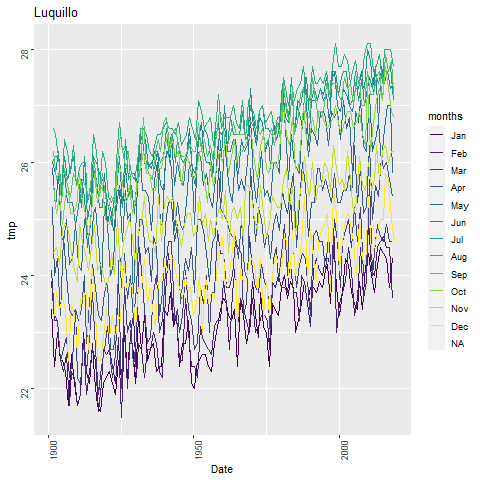 Luquillo
28
26
24
22
tmp
1900
1950
2000
Date
months
Jan
Feb
Mar
Apr
May
Jun
Jul
Aug
Sep
Oct
Nov
Dec
NA